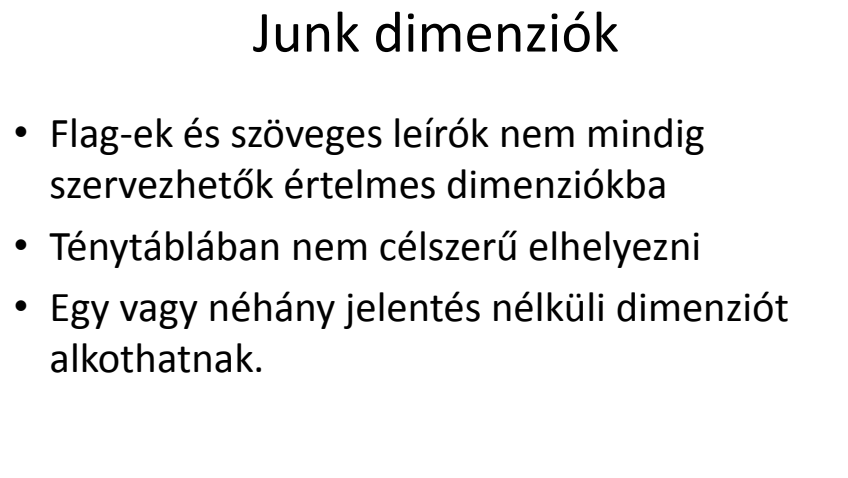 Junk dimenziók
• Flag-ek és szöveges leírók nem mindig
szervezhetők értelmes dimenziókba
• Ténytáblában nem célszerű elhelyezni
• Egy vagy néhány jelentés nélküli dimenziót
alkothatnak.